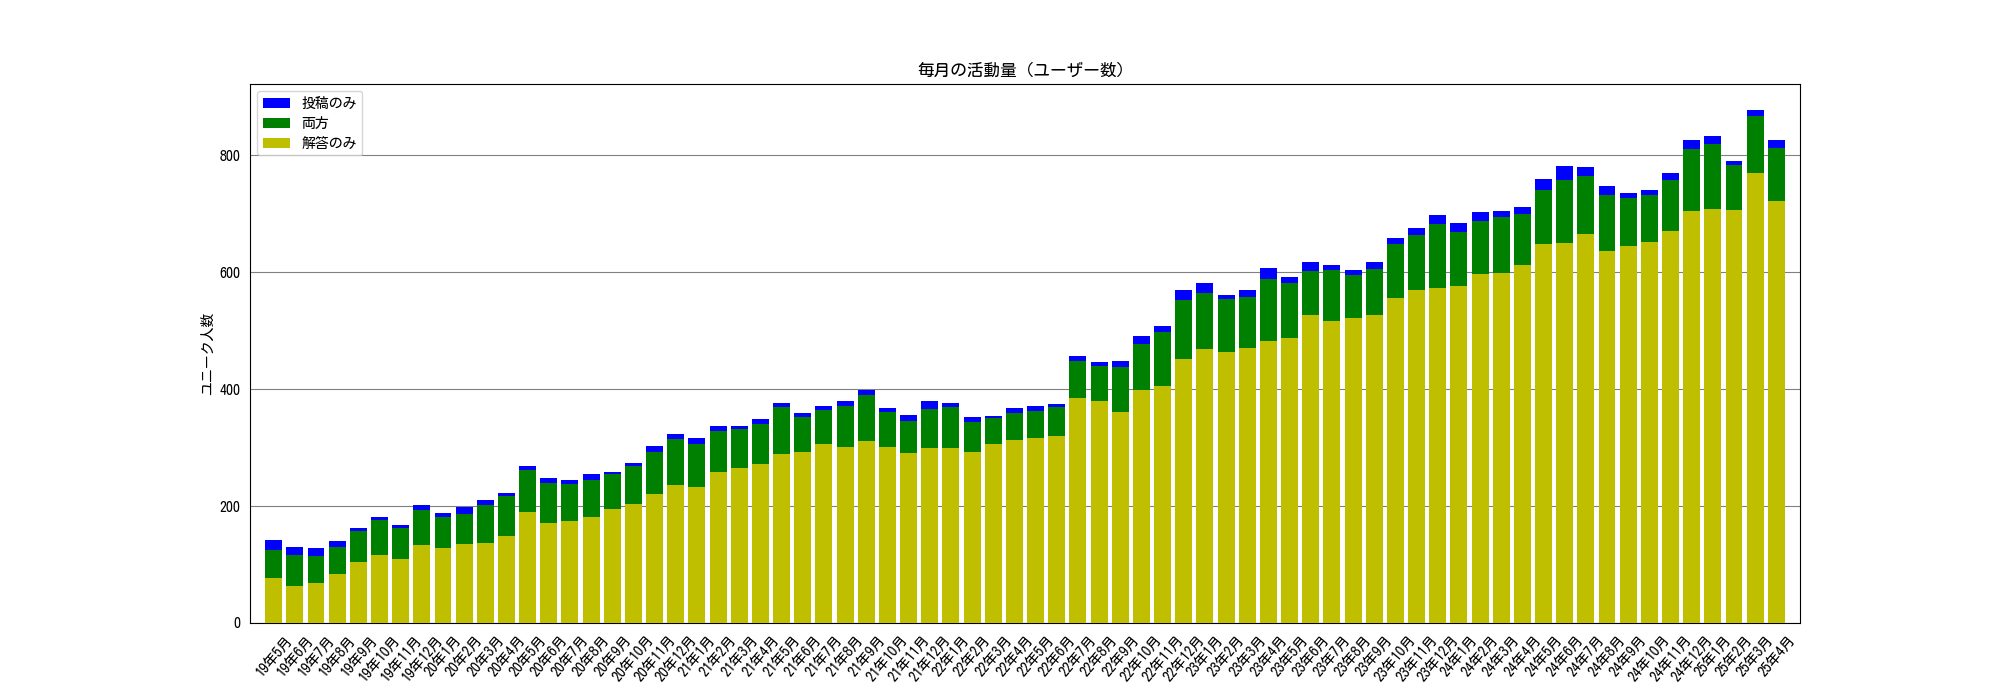 毎月の活動量（ユーザー数）
投稿のみ
両方
解答のみ
800
600
400
200
0
ユニーク人数
19年5月
19年6月
19年7月
19年8月
19年9月
19年10月
19年11月
19年12月
20年1月
20年2月
20年3月
20年4月
20年5月
20年6月
20年7月
20年8月
20年9月
20年10月
20年11月
20年12月
21年1月
21年2月
21年3月
21年4月
21年5月
21年6月
21年7月
21年8月
21年9月
21年10月
21年11月
21年12月
22年1月
22年2月
22年3月
22年4月
22年5月
22年6月
22年7月
22年8月
22年9月
22年10月
22年11月
22年12月
23年1月
23年2月
23年3月
23年4月
23年5月
23年6月
23年7月
23年8月
23年9月
23年10月
23年11月
23年12月
24年1月
24年2月
24年3月
24年4月
24年5月
24年6月
24年7月
24年8月
24年9月
24年10月
24年11月
24年12月
25年1月
25年2月
25年3月
25年4月